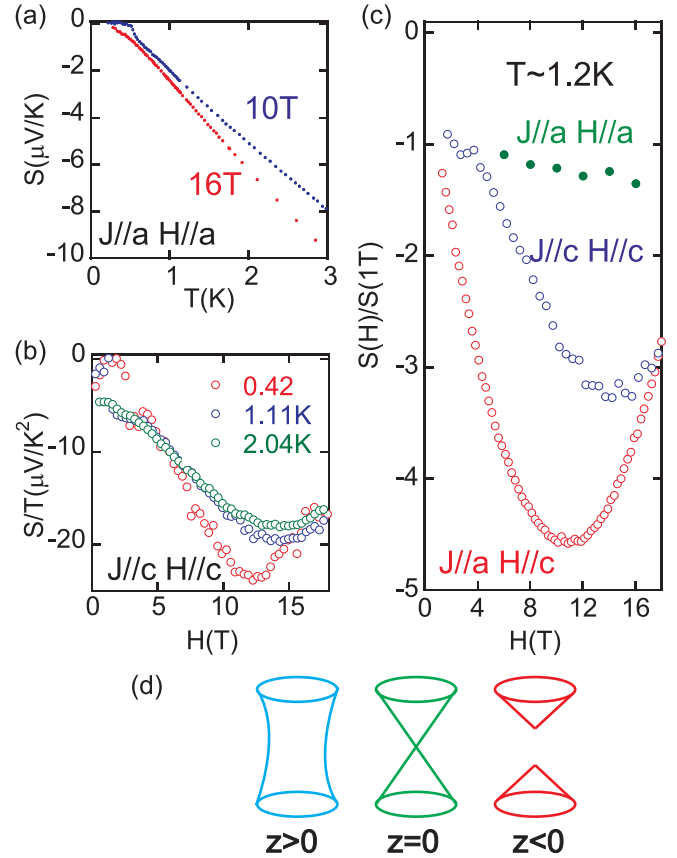 (a)
0
-2
-4
-6
-8
-10
S(μV/K)
10T
16T
J//a H//a
0
1
2
3
T(K)
(b)
0
-10
-20
S/T(μV/K²)
0.42
1.11K
2.04K
J//c H//c
0
5
10
15
H(T)
(c)
0
-1
-2
-3
-4
-5
S(H)/S(1T)
T~1.2K
J//a H//a
J//c H//c
J//a H//c
0
4
8
12
16
H(T)
(d)
z>0
z=0
z<0